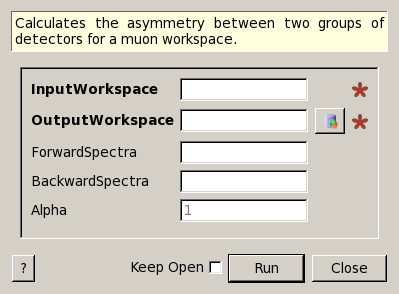 Calculates the asymmetry between two groups of
detectors for a muon workspace.
InputWorkspace
OutputWorkspace
ForwardSpectra
BackwardSpectra
Alpha 1
? Keep Open Run Close